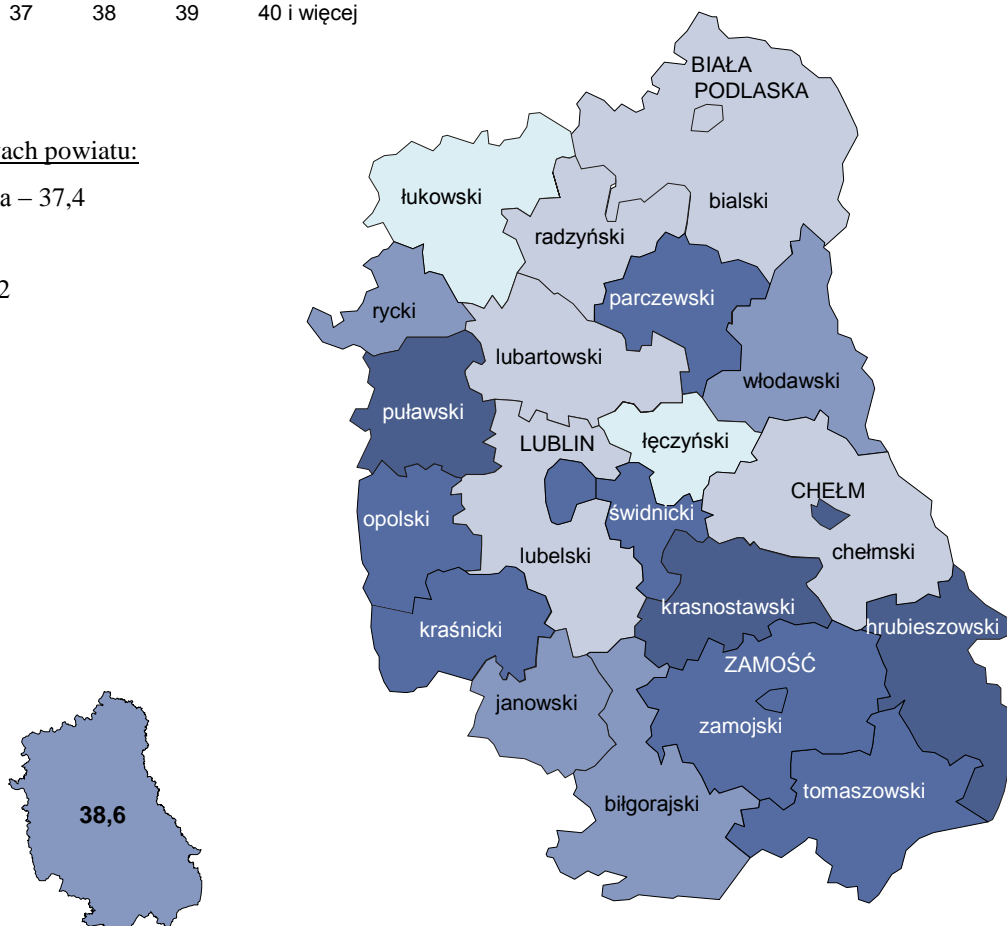 37 38 39 40 i więcej
BIAŁA
PODLASKA
ach powiatu:
a – 37,4
2
łukowski
bialski
radzyński
parczewski
rycki
lubartowski
włodawski
puławski
LUBLIN
łęczyński
CHEŁM
opolski
świdnicki
lubelski
chełmski
krasnostawski
hrubieszowski
kraśnicki
ZAMOŚĆ
janowski
zamojski
tomaszowski
biłgorajski
38,6